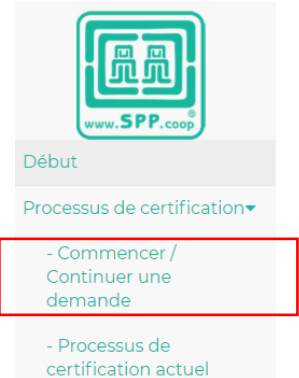 www.SPP.coop®
Début
Processus de certification▾
- Commencer /
Continuer une
demande
- Processus de
certification actuel